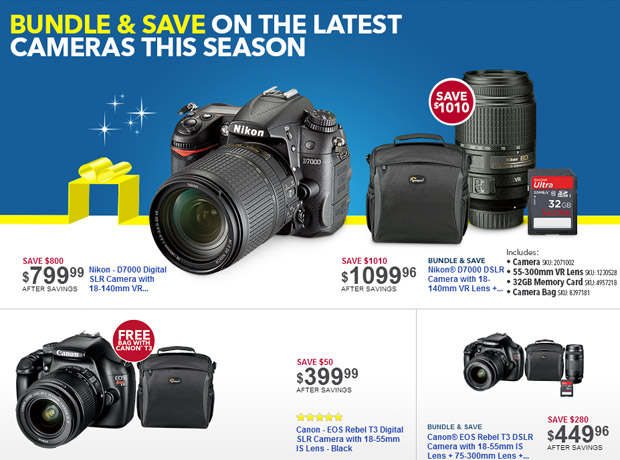 BUNDLE & SAVE ON THE LATEST
CAMERAS THIS SEASON
SAVE
$1010
Nikon
D7000
Nikon
VR
Lowepro
SanDisk
Ultra
32GB
SAVE $800
$799.99
AFTER SAVINGS
Nikon - D7000 Digital
SLR Camera with
18-140mm VR...
SAVE $1010
$1099.96
AFTER SAVINGS
BUNDLE & SAVE
Nikon® D7000 DSLR
Camera with 18-
140mm VR Lens +...
Includes:
• Camera SKU: 2071002
• 55-300mm VR Lens SKU: 1230528
• 32GB Memory Card SKU: 4957218
• Camera Bag SKU: 8397181
FREE
BAG WITH
CANON® T3
Canon
EOS
SAVE $50
$399.99
AFTER SAVINGS
Canon - EOS Rebel T3 Digital
SLR Camera with 18-55mm
IS Lens - Black
BUNDLE & SAVE
Canon® EOS Rebel T3 DSLR
Camera with 18-55mm IS
Lens + 75-300mm Lens +...
SAVE $280
$449.96
AFTER SAVINGS